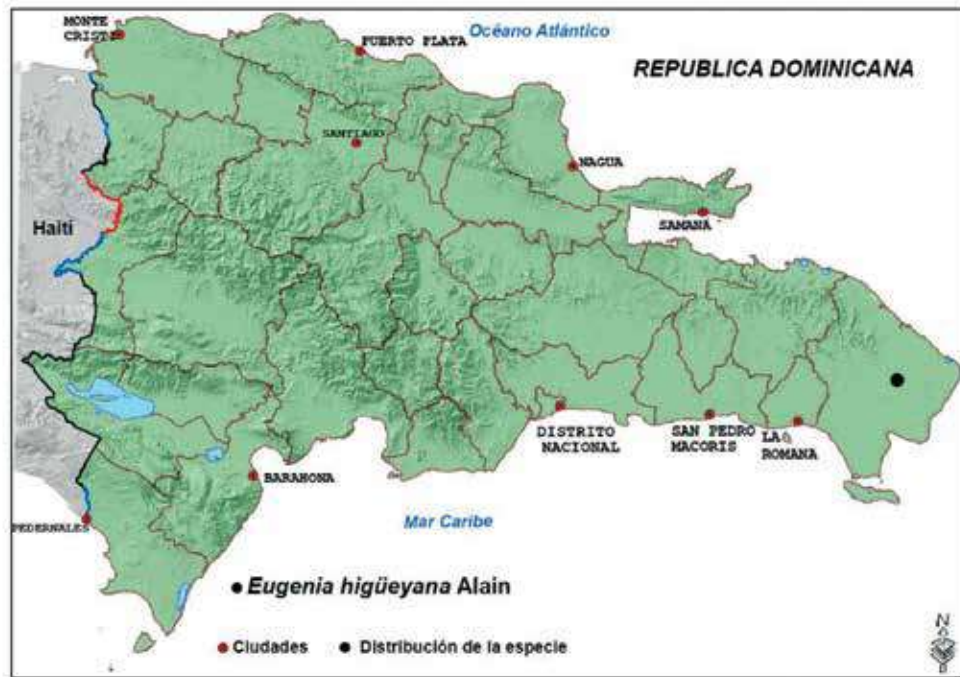 MONTE
CRISTI
PUERTO PLATA
Océano Atlántico
REPUBLICA DOMINICANA
SANTIAGO
NAGUA
SAMANA
Haití
DISTRITO
NACIONAL
SAN PEDRO
MACORIS
LA
ROMANA
BARAHONA
PEDERNALES
Mar Caribe
Eugenia higüeyana Alain
Ciudades
Distribución de la especie
N